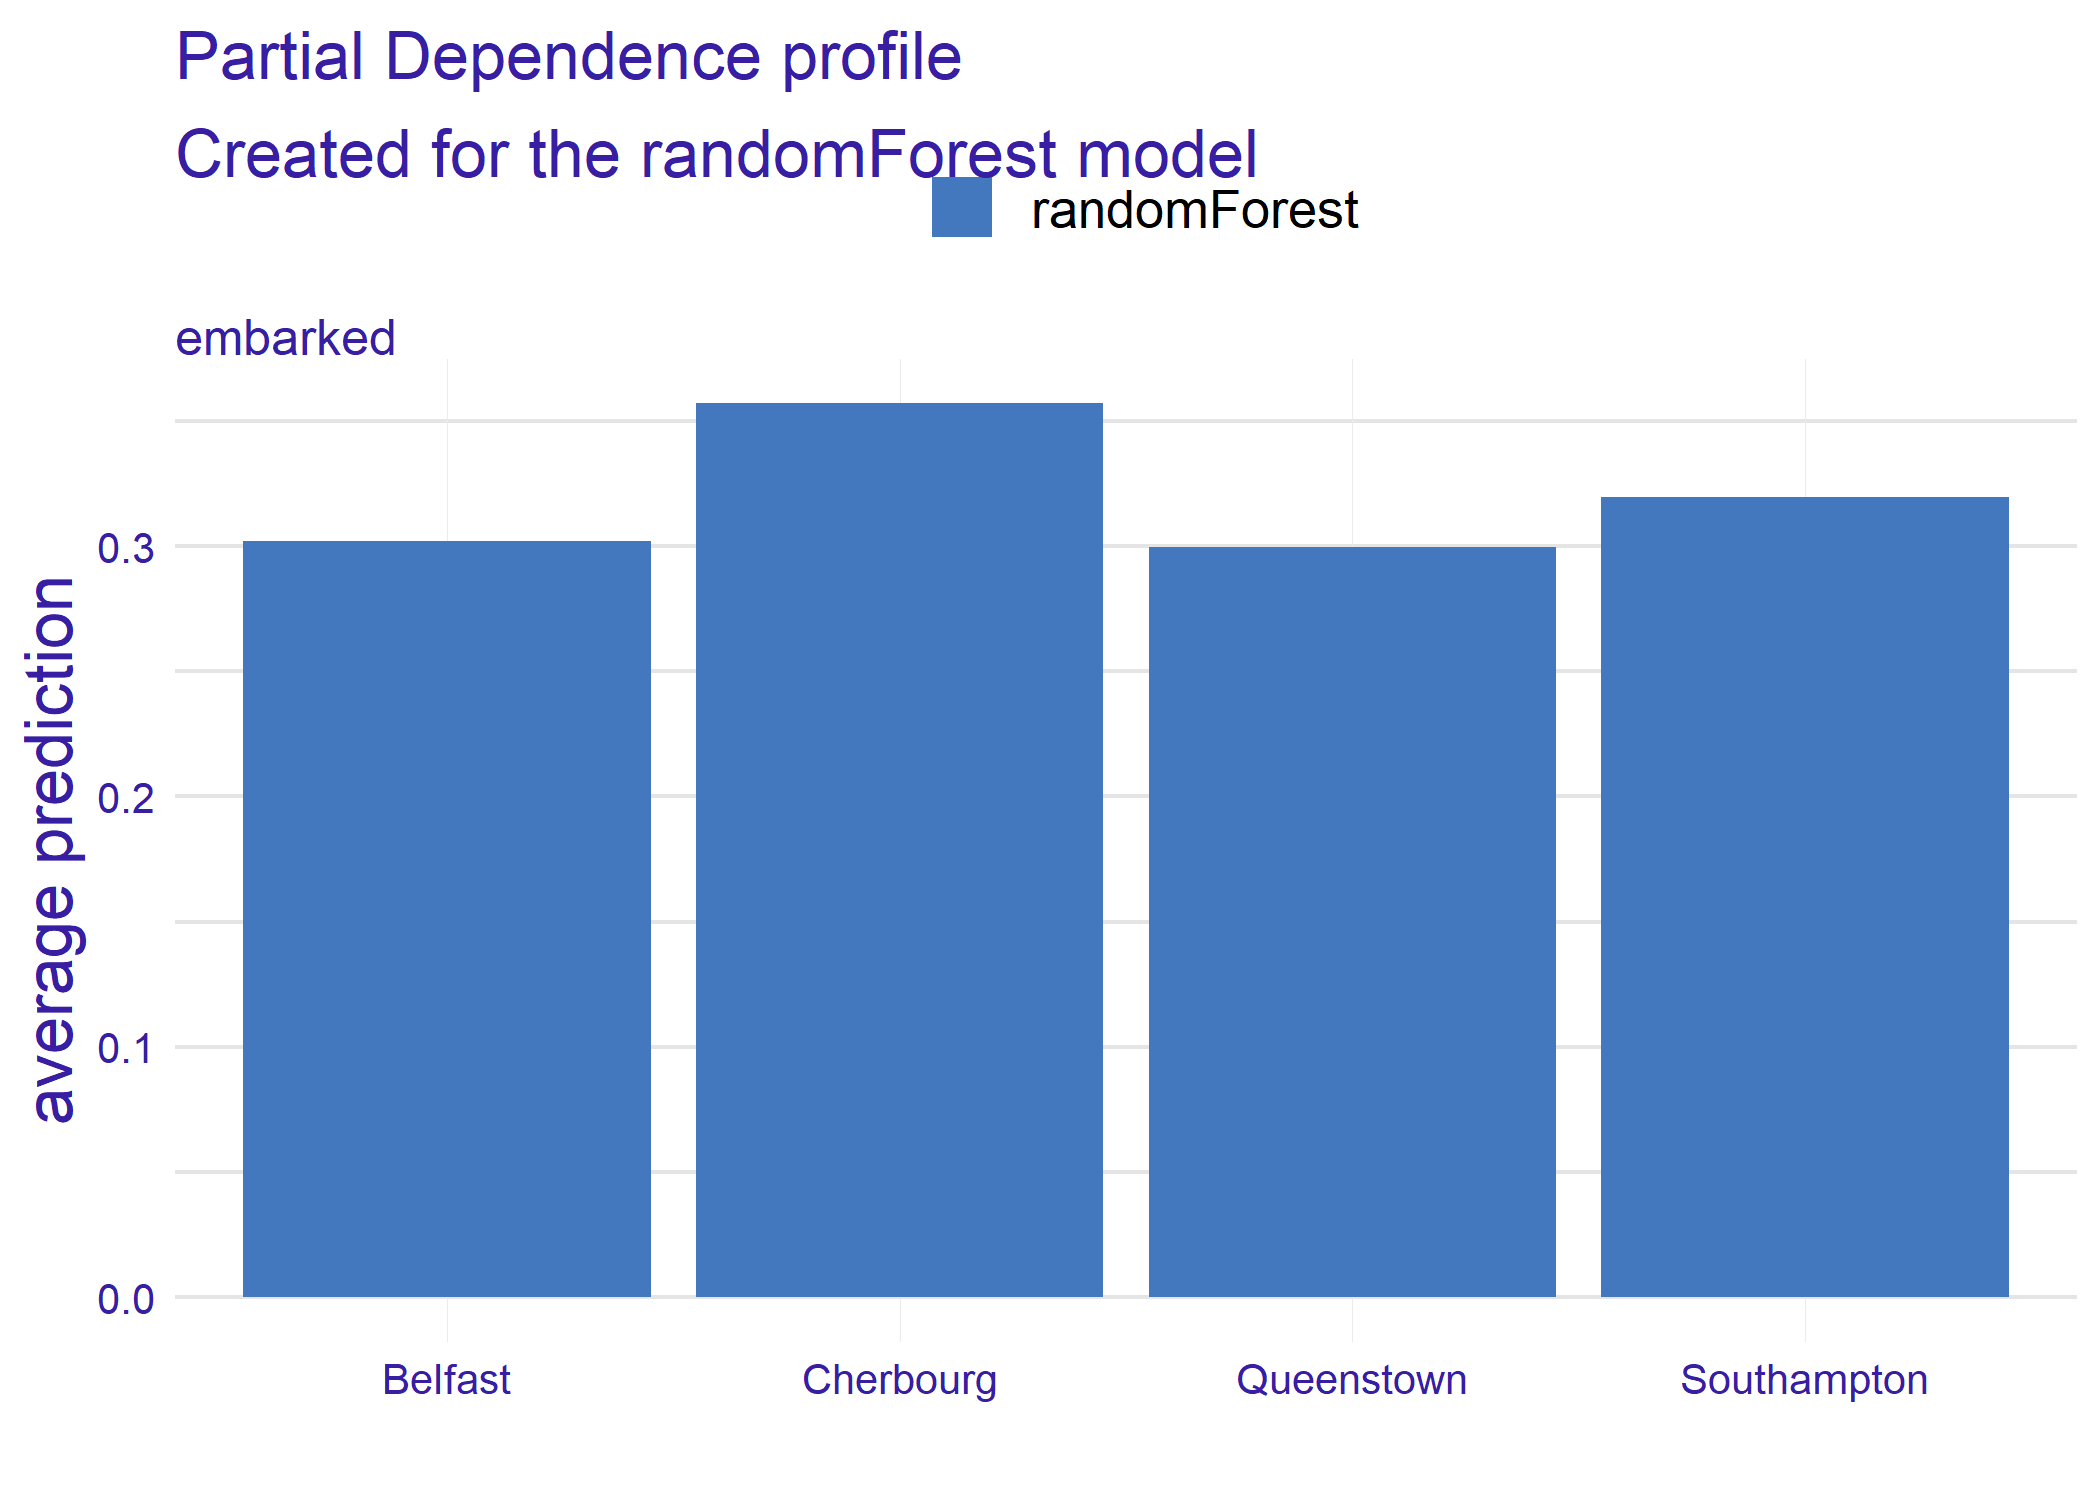 Partial Dependence profile
Created for the randomForest model
randomForest
embarked
average prediction
0.3
0.2
0.1
0.0
Belfast
Cherbourg
Queenstown
Southampton